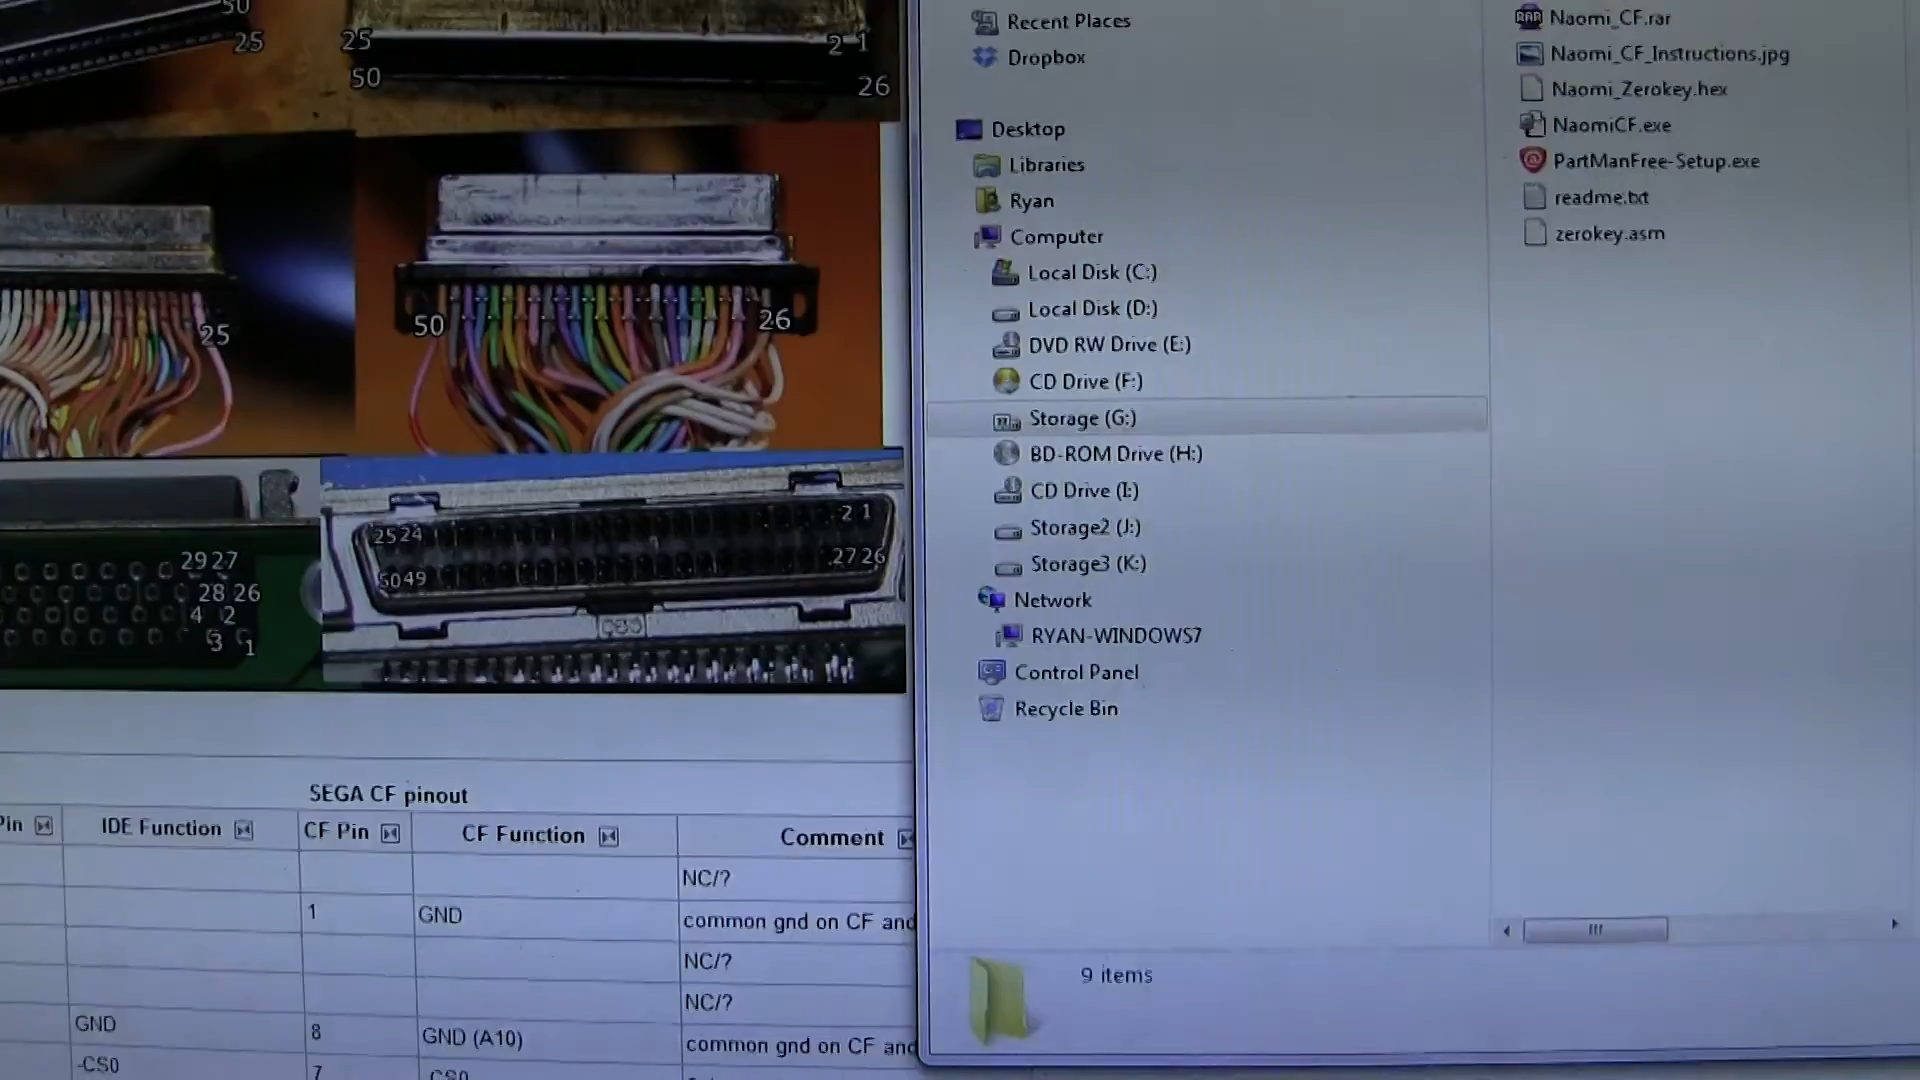 50
25
25
2 1
50
26
25
50
26
29 27
28 26
4 2
3 1
25 24
2 1
50 49
27 26
SEGA CF pinout
Pin
IDE Function
CF Pin
CF Function
Comment
NC/?
1
GND
common gnd on CF and
NC/?
NC/?
GND
8
GND (A10)
common gnd on CF and
-CS0
7
-CS0
Recent Places
Dropbox
Desktop
Libraries
Ryan
Computer
Local Disk (C:)
Local Disk (D:)
DVD RW Drive (E:)
CD Drive (F:)
Storage (G:)
BD-ROM Drive (H:)
CD Drive (I:)
Storage2 (J:)
Storage3 (K:)
Network
RYAN-WINDOWS7
Control Panel
Recycle Bin
RAR
Naomi_CF.rar
Naomi_CF_Instructions.jpg
Naomi_Zerokey.hex
NaomiCF.exe
PartManFree-Setup.exe
readme.txt
zerokey.asm
9 items